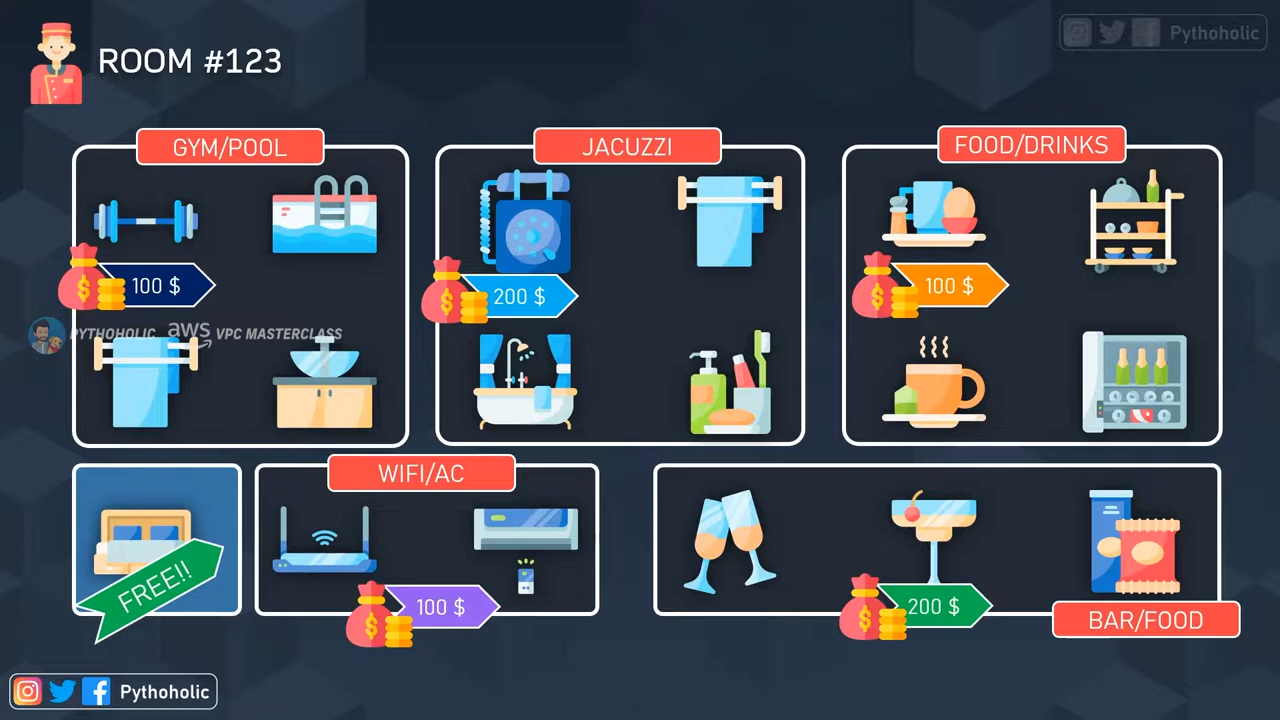 ROOM #123
Pythoholic
GYM/POOL
JACUZZI
FOOD/DRINKS
100 $
200 $
100 $
PYTHOHOLIC aws VPC MASTERCLASS
WIFI/AC
FREE!!
100 $
200 $
BAR/FOOD
Pythoholic